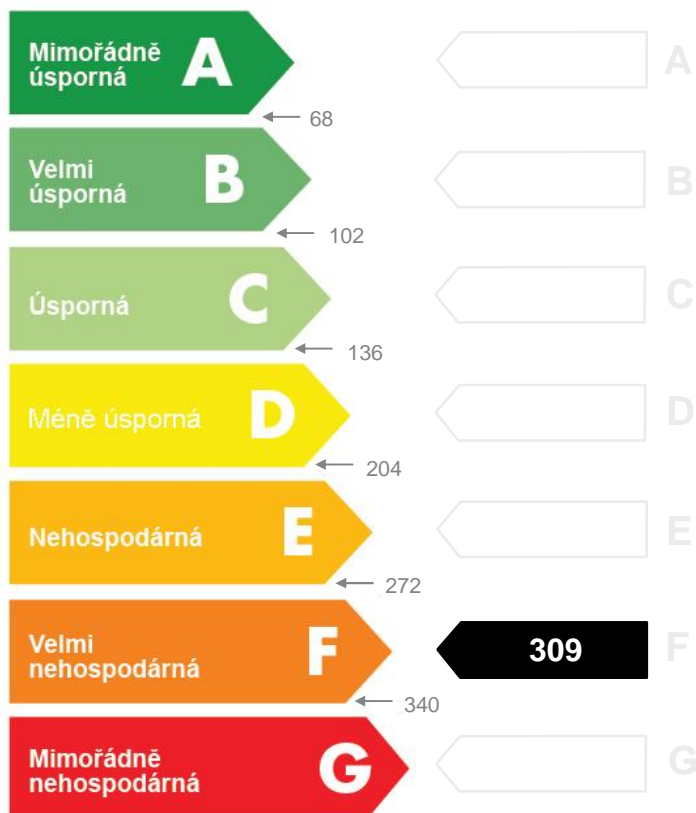 Mimořádně
úsporná
A
A
68
Velmi
úsporná
B
B
102
Úsporná
C
C
136
Méně úsporná
D
D
204
Nehospodárná
E
E
272
Velmi
nehospodárná
F
309
F
340
Mimořádně
nehospodárná
G
G